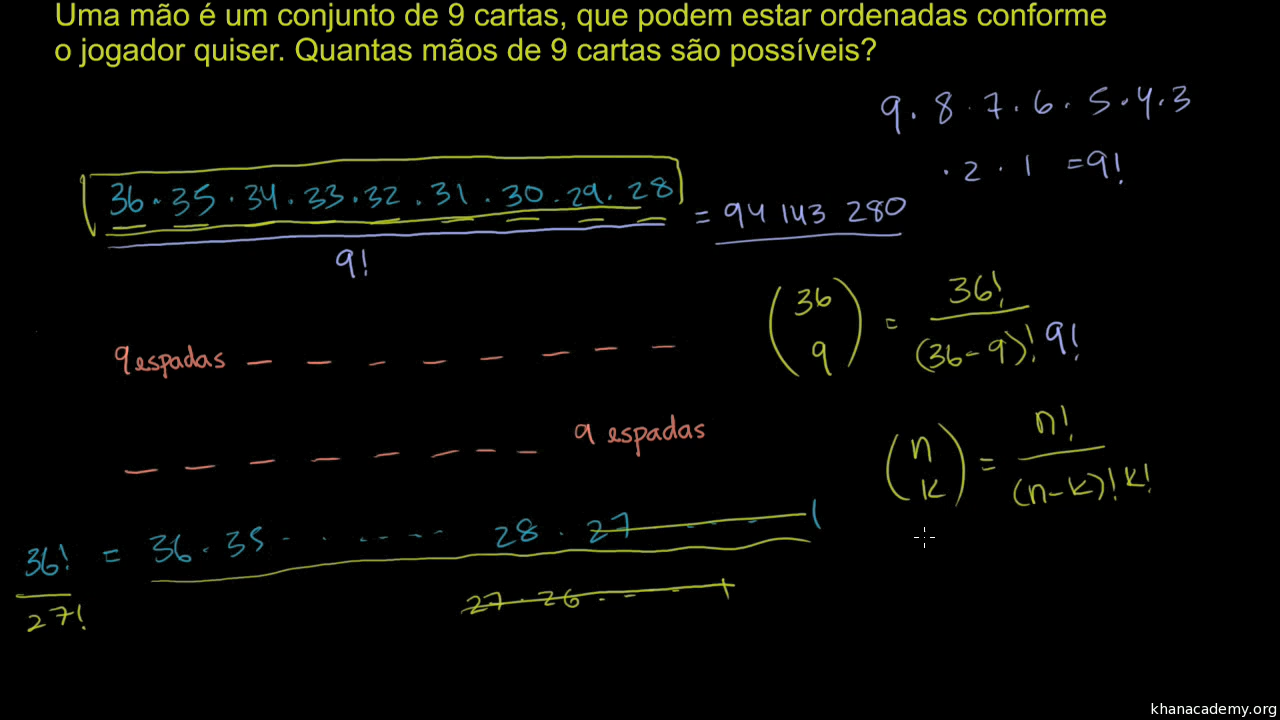 Uma mão é um conjunto de 9 cartas, que podem estar ordenadas conforme
o jogador quiser. Quantas mãos de 9 cartas são possíveis?
9 · 8 · 7 · 6 · 5 · 4 · 3
· 2 · 1 = 9!
36 · 35 · 34 · 33 · 32 · 31 · 30 · 29 · 28
= 94 143 280
9!
(36 9) = 36! / (36-9)! 9!
9 espadas
9 espadas
(n k) = n! / (n-k)! k!
36! / 27! = 36 · 35 · · · · · · 28 · 27 · · · 1
27 · 26 · - - · 1
khanacademy.org